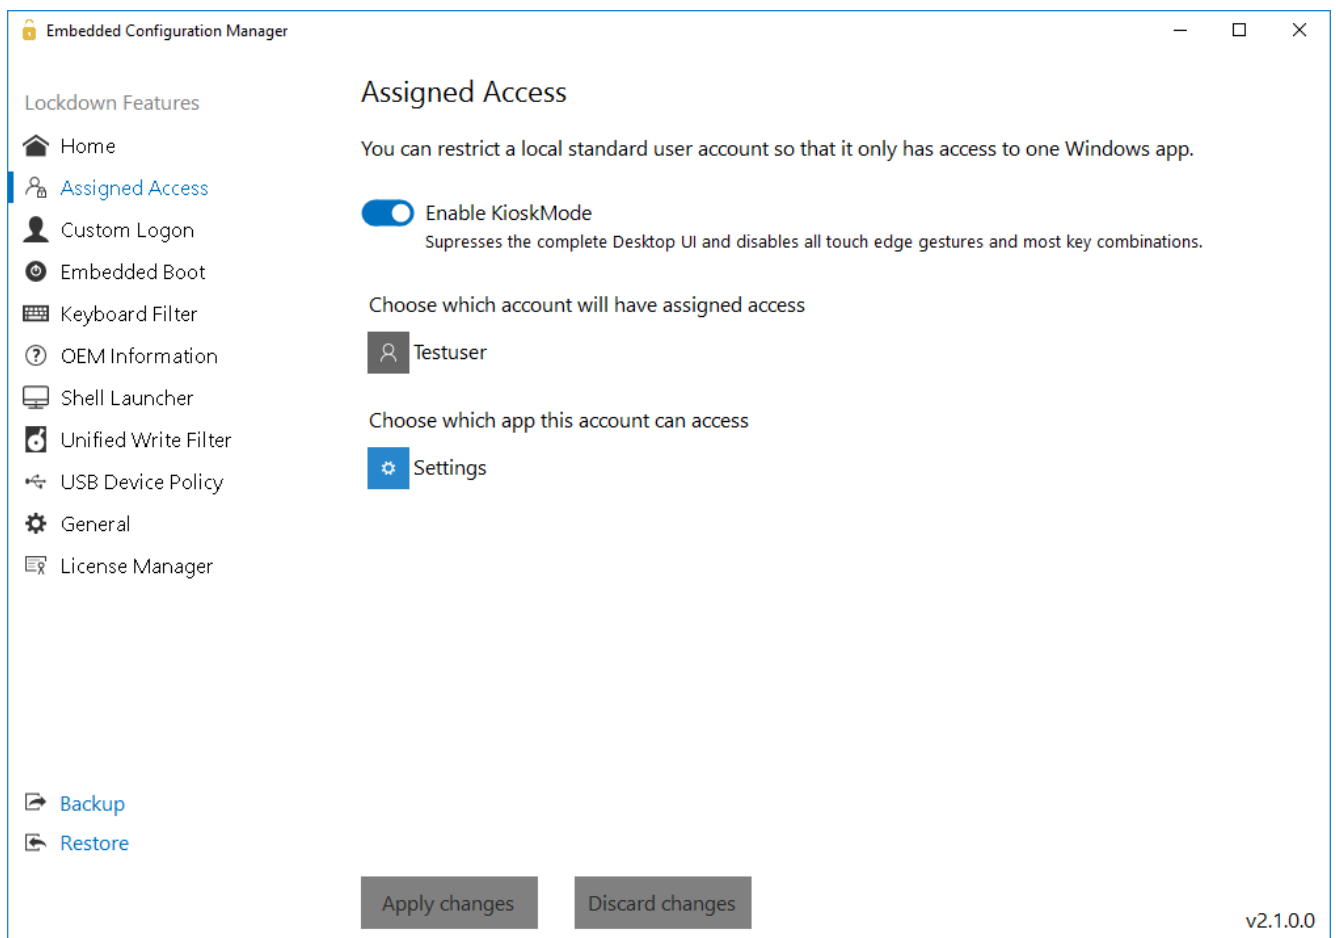 Embedded Configuration Manager
Lockdown Features
Home
Assigned Access
Custom Logon
Embedded Boot
Keyboard Filter
OEM Information
Shell Launcher
Unified Write Filter
USB Device Policy
General
License Manager
Backup
Restore
Assigned Access
You can restrict a local standard user account so that it only has access to one Windows app.
Enable KioskMode
Supresses the complete Desktop UI and disables all touch edge gestures and most key combinations.
Choose which account will have assigned access
Testuser
Choose which app this account can access
Settings
Apply changes
Discard changes
v2.1.0.0